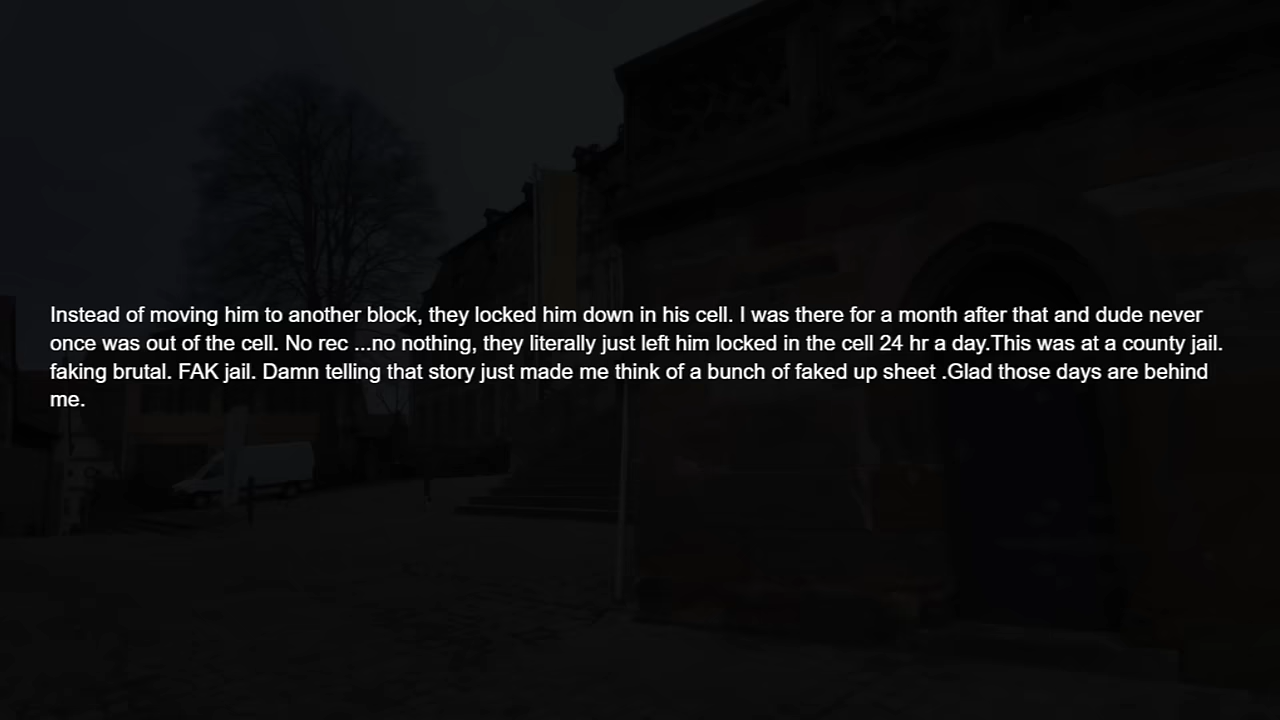 Instead of moving him to another block, they locked him down in his cell. I was there for a month after that and dude never
once was out of the cell. No rec ...no nothing, they literally just left him locked in the cell 24 hr a day.This was at a county jail.
faking brutal. FAK jail. Damn telling that story just made me think of a bunch of faked up sheet .Glad those days are behind
me.